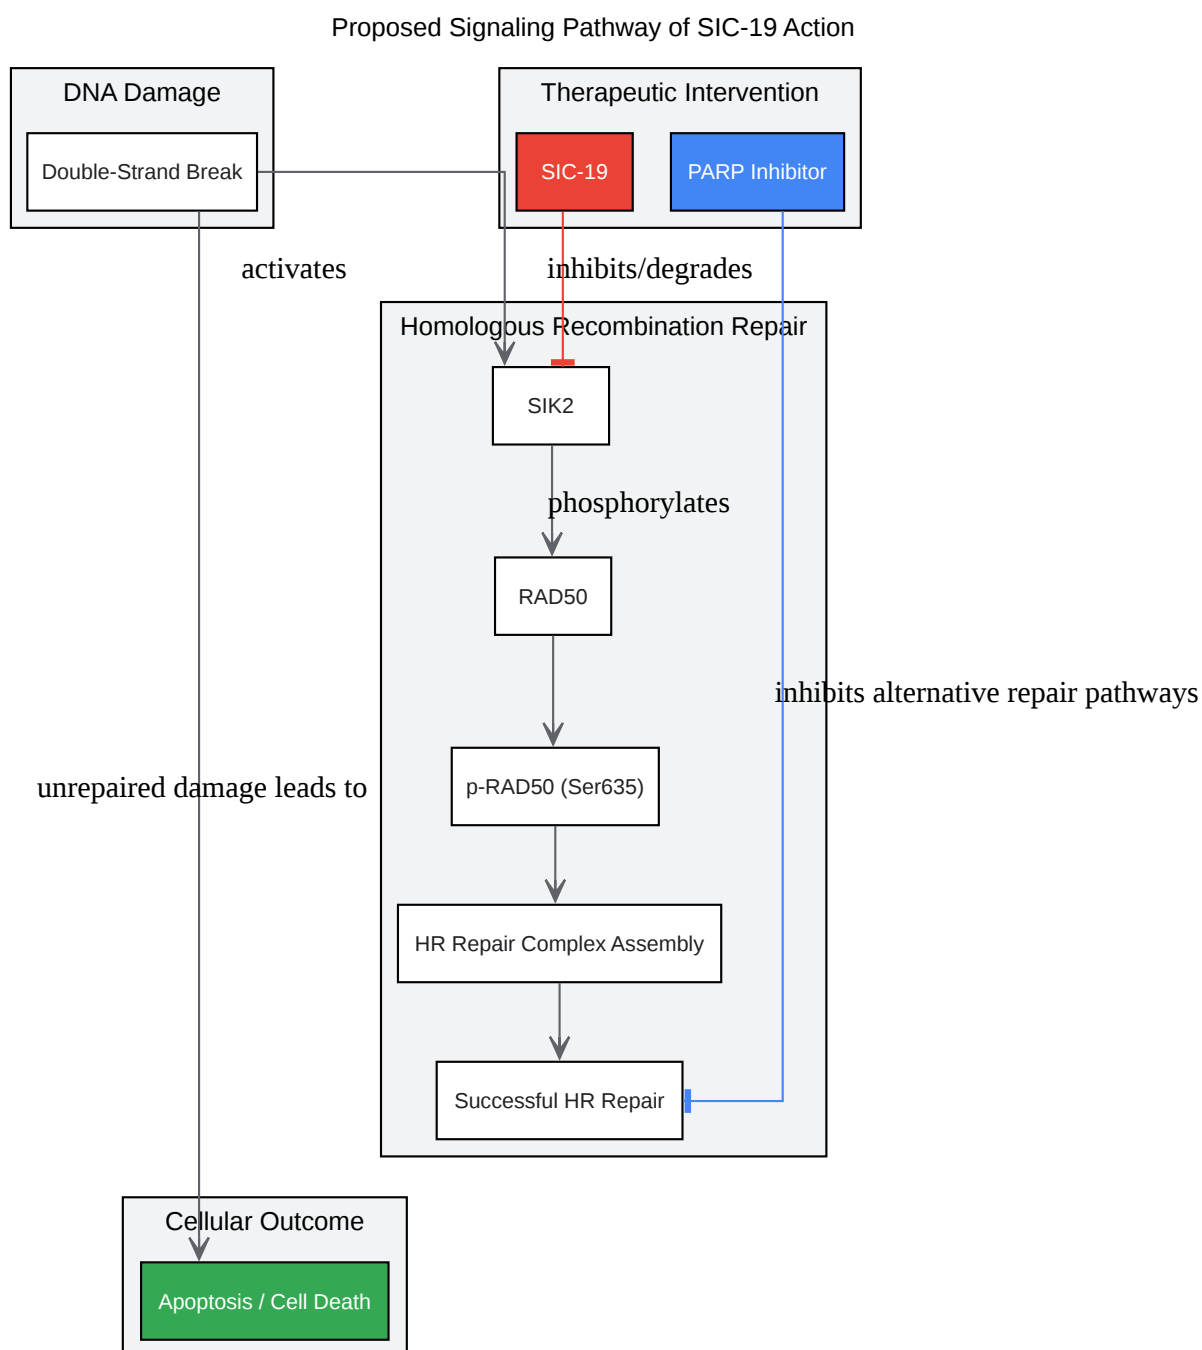 Proposed Signaling Pathway of SIC-19 Action
DNA Damage
Therapeutic Intervention
Double-Strand Break
SIC-19
PARP Inhibitor
activates
inhibits/degrades
Homologous Recombination Repair
SIK2
phosphorylates
RAD50
inhibits alternative repair pathways
p-RAD50 (Ser635)
unrepaired damage leads to
HR Repair Complex Assembly
Successful HR Repair
Cellular Outcome
Apoptosis / Cell Death